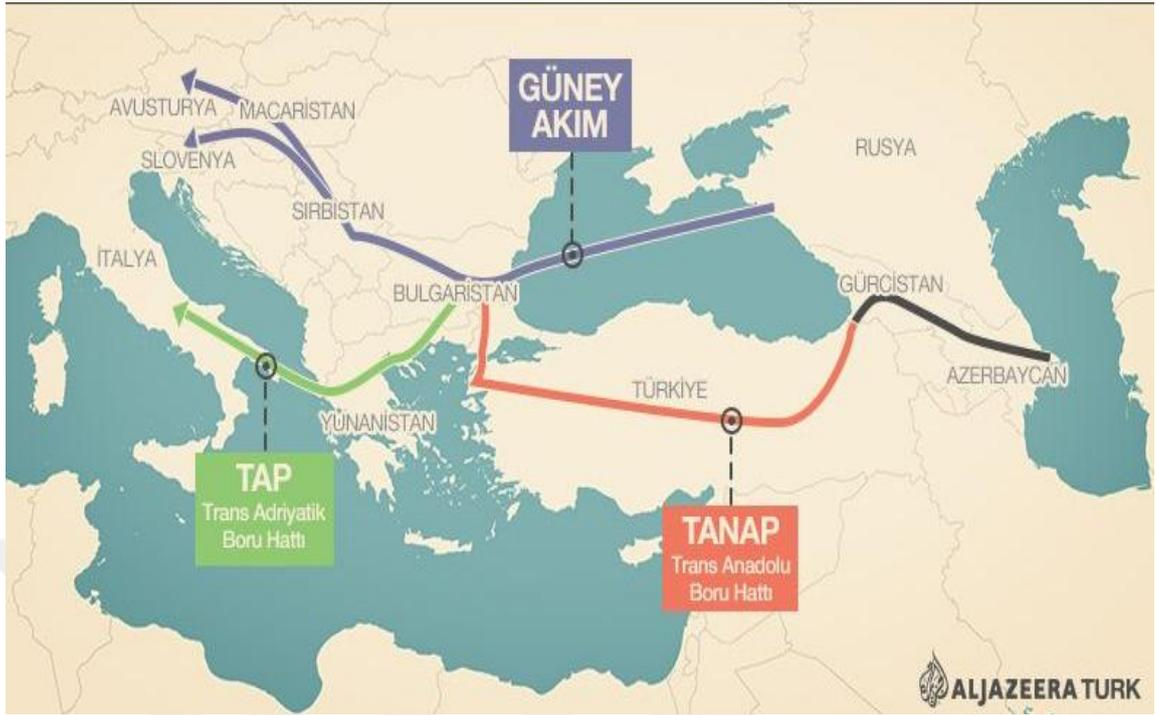 GÜNEY
AKIM
AVUSTURYA
MACARİSTAN
SLOVENYA
RUSYA
SIRBİSTAN
İTALYA
BULGARİSTAN
GÜRCİSTAN
AZERBAYCAN
TÜRKİYE
YUNANİSTAN
TAP
Trans Adriyatik
Boru Hattı
TANAP
Trans Anadolu
Boru Hattı
ALJAZEERA TURK